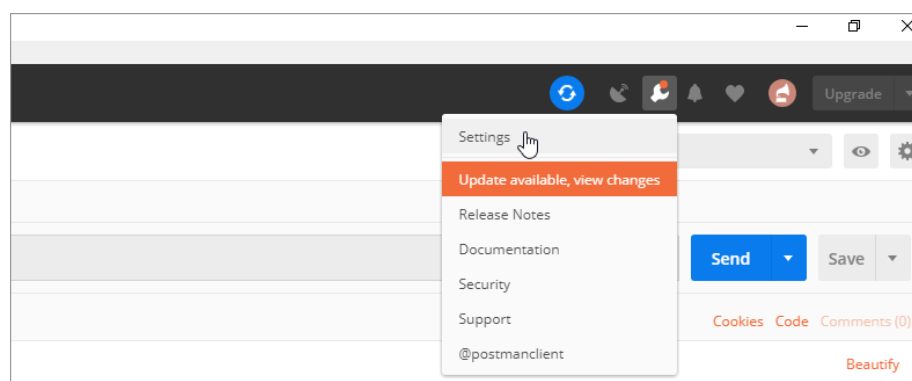 Upgrade
Settings
Update available, view changes
Release Notes
Documentation
Send
Save
Security
Support
Cookies Code Comments (0)
@postmanclient
Beautify